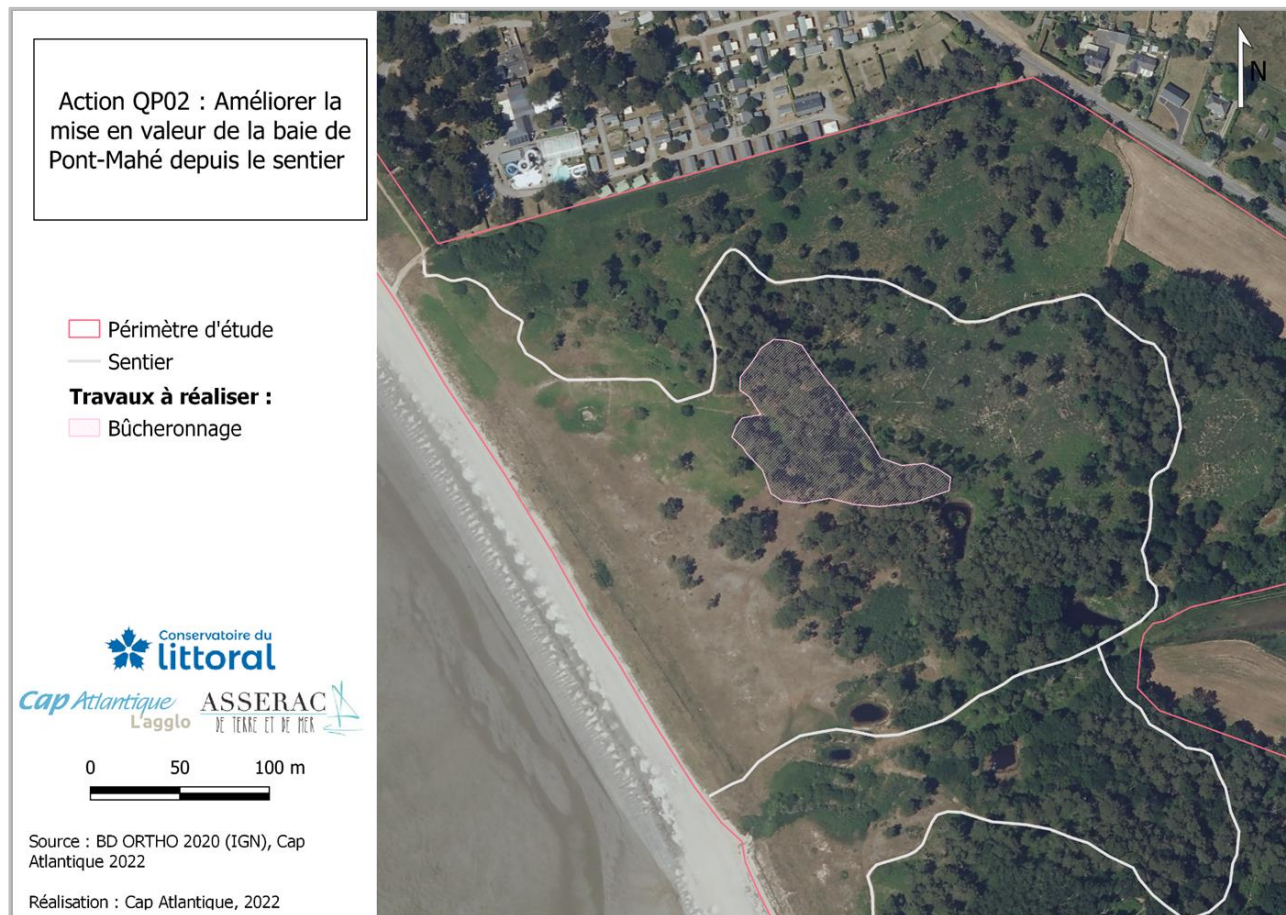 Action QP02 : Améliorer la
mise en valeur de la baie de
Pont-Mahé depuis le sentier
N
Périmètre d'étude
Sentier
Travaux à réaliser :
Bûcheronnage
Conservatoire du
littoral
Cap Atlantique
L'agglo
ASSERAC
DE TERRE ET DE MER
0 50 100 m
Source : BD ORTHO 2020 (IGN), Cap
Atlantique 2022
Réalisation : Cap Atlantique, 2022